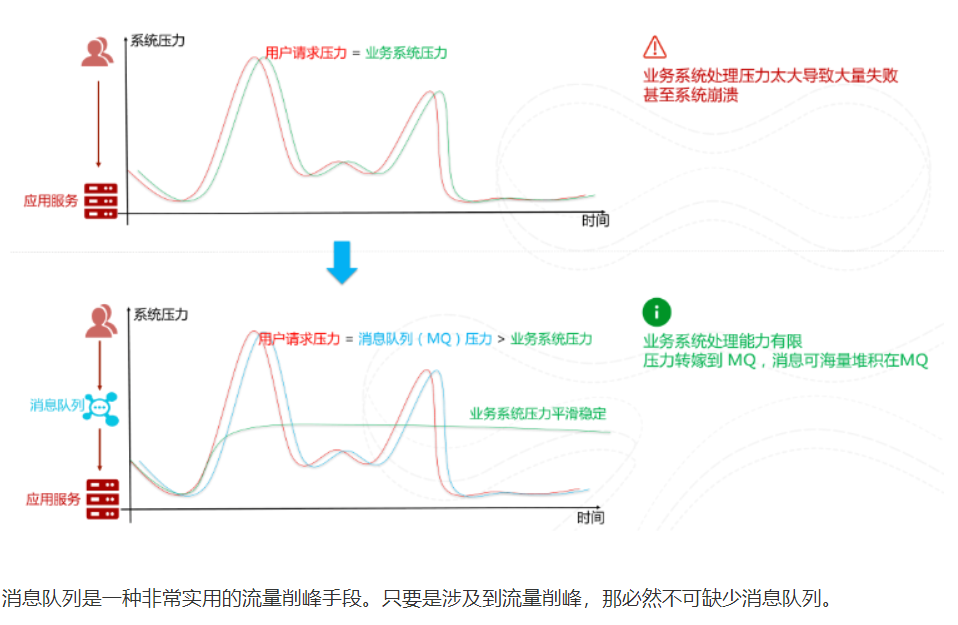 系统压力
用户请求压力 = 业务系统压力
业务系统处理压力太大导致大量失败
甚至系统崩溃
应用服务
时间
系统压力
用户请求压力 = 消息队列（MQ）压力 > 业务系统压力
业务系统处理能力有限
压力转嫁到 MQ，消息可海量堆积在MQ
消息队列
业务系统压力平滑稳定
应用服务
时间
消息队列是一种非常实用的流量削峰手段。只要是涉及到流量削峰，那必然不可缺少消息队列。